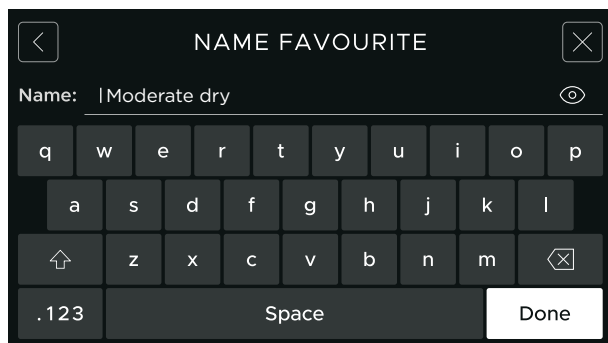 NAME FAVOURITE
Name: Moderate dry
q w e r t y u i o p
a s d f g h j k l
z x c v b n m
.123 Space Done